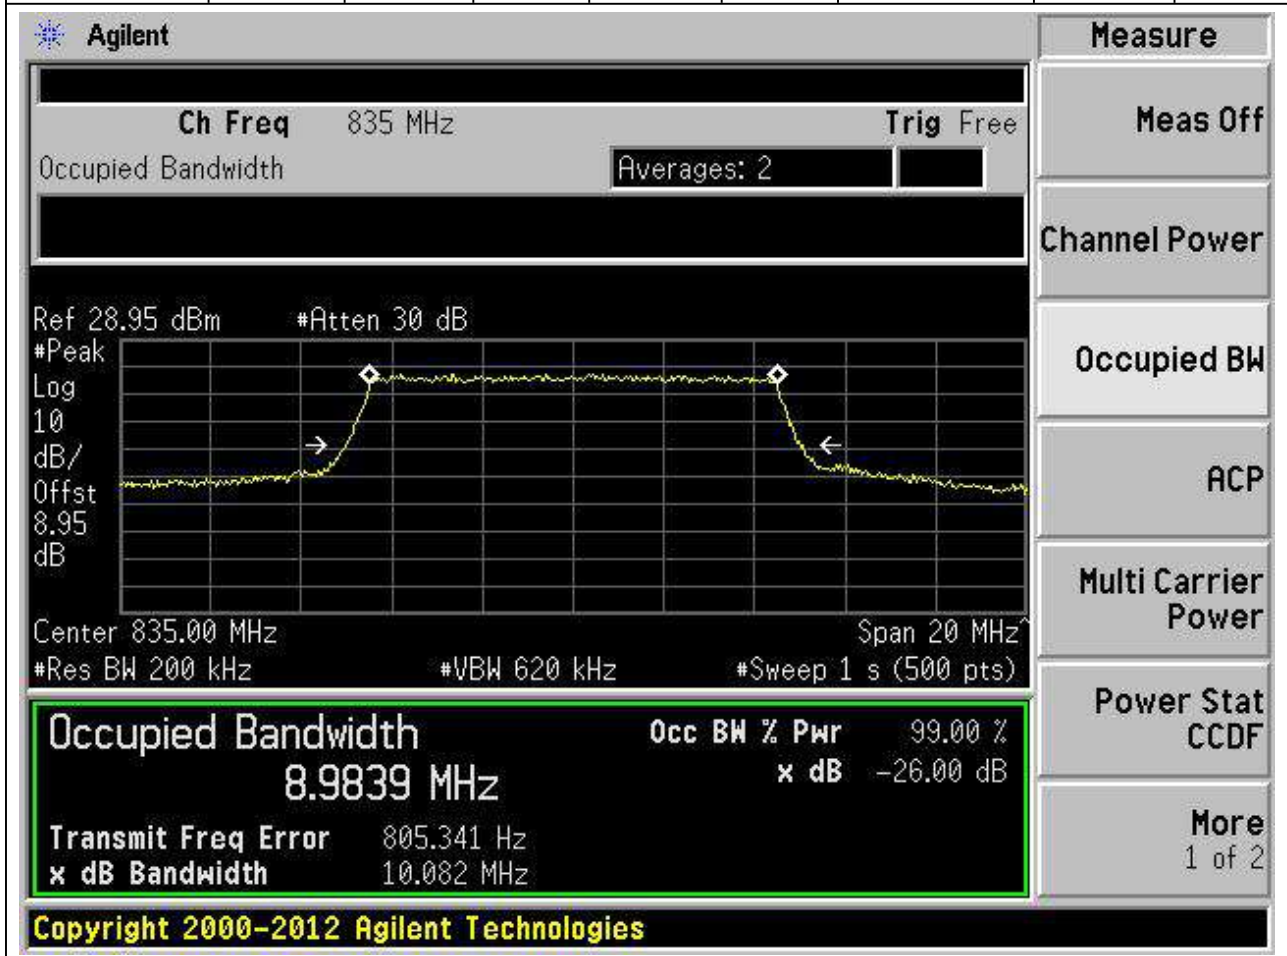 Agilent
Measure
Ch Freq 835 MHz Trig Free
Occupied Bandwidth Averages: 2
Meas Off
Channel Power
Occupied BW
ACP
Multi Carrier
Power
Power Stat
CCDF
More
1 of 2
Ref 28.95 dBm #Atten 30 dB
#Peak
Log
10
dB/
Offst
8.95
dB
Center 835.00 MHz Span 20 MHz^
#Res BW 200 kHz #VBW 620 kHz #Sweep 1 s (500 pts)
Occupied Bandwidth
8.9839 MHz
Occ BW % Pwr 99.00 %
x dB -26.00 dB
Transmit Freq Error 805.341 Hz
x dB Bandwidth 10.082 MHz
Copyright 2000-2012 Agilent Technologies